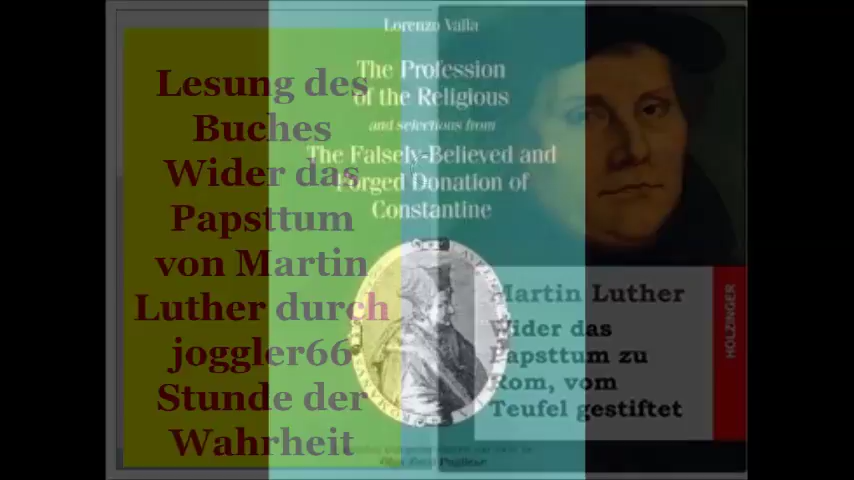 Lesung des
Buches
Wider das
Papsttum
von Martin
Luther durch
joggler66
Stunde der
Wahrheit
Lorenzo Valla
The Profession
of the Religious
and selections from
The Falsely-Believed and
Forged Donation of
Constantine
Martin Luther
Wider das
Papsttum zu
Rom, vom
Teufel gestiftet
HOLZINGER